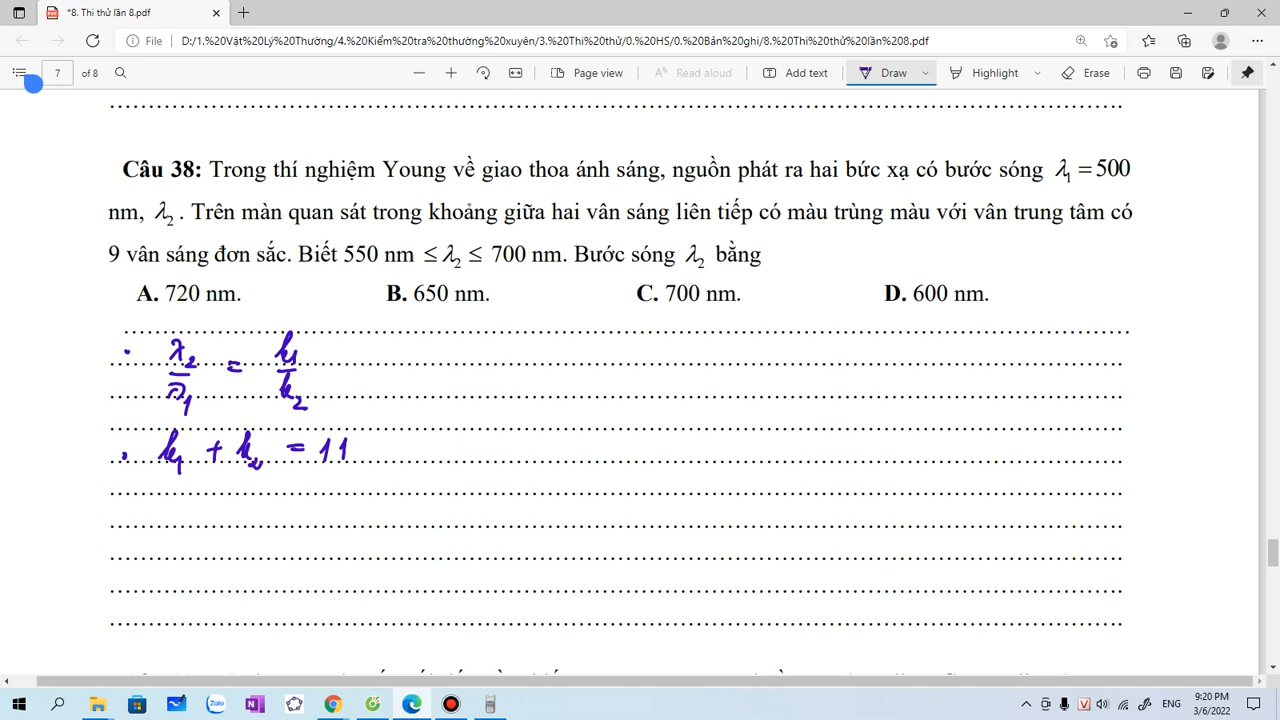 *8. Thi thử lần 8.pdf
File D:/1.%20Vật%20Lý%20Thường/4.%20Kiểm%20tra%20thường%20xuyên/3.%20Thi%20thử/0.%20HS/0.%20Bản%20ghi/8.%20Thi%20thử%20lần%208.pdf
7 of 8 Page view Read aloud Add text Draw Highlight Erase
Câu 38: Trong thí nghiệm Young về giao thoa ánh sáng, nguồn phát ra hai bức xạ có bước sóng λ₁ = 500
nm, λ₂ . Trên màn quan sát trong khoảng giữa hai vân sáng liên tiếp có màu trùng màu với vân trung tâm có
9 vân sáng đơn sắc. Biết 550 nm ≤ λ₂ ≤ 700 nm. Bước sóng λ₂ bằng
A. 720 nm. B. 650 nm. C. 700 nm. D. 600 nm.
λ₂/λ₁ = k₁/k₂
k₁ + k₂ = 11
Zalo
ENG
9:20 PM
3/6/2022